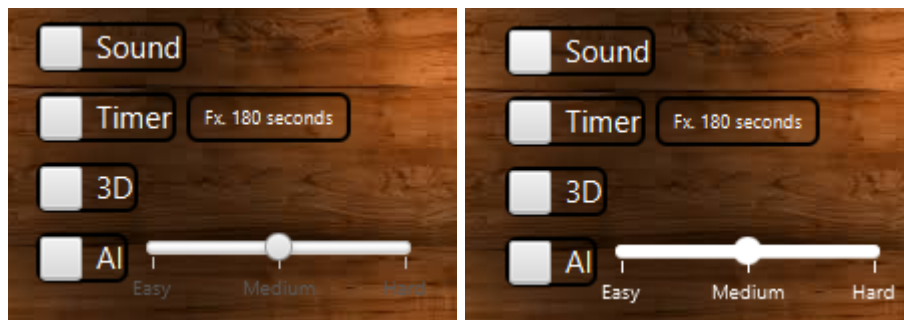 Sound
Timer Fx. 180 seconds
3D
AI
Easy Medium Hard
Sound
Timer Fx. 180 seconds
3D
AI
Easy Medium Hard